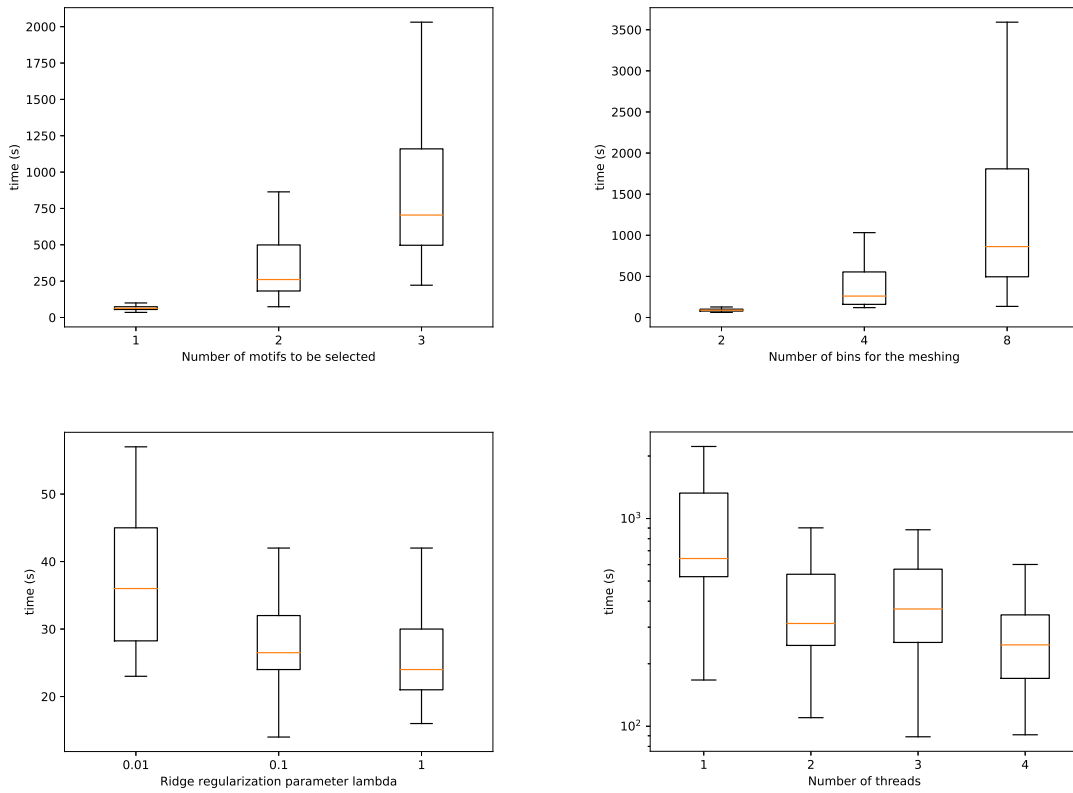 2000
1750
1500
1250
1000
750
500
250
0
time (s)
1 2 3
Number of motifs to be selected
3500
3000
2500
2000
1500
1000
500
0
time (s)
2 4 8
Number of bins for the meshing
50
40
30
20
time (s)
0.01 0.1 1
Ridge regularization parameter lambda
10³
10²
time (s)
1 2 3 4
Number of threads